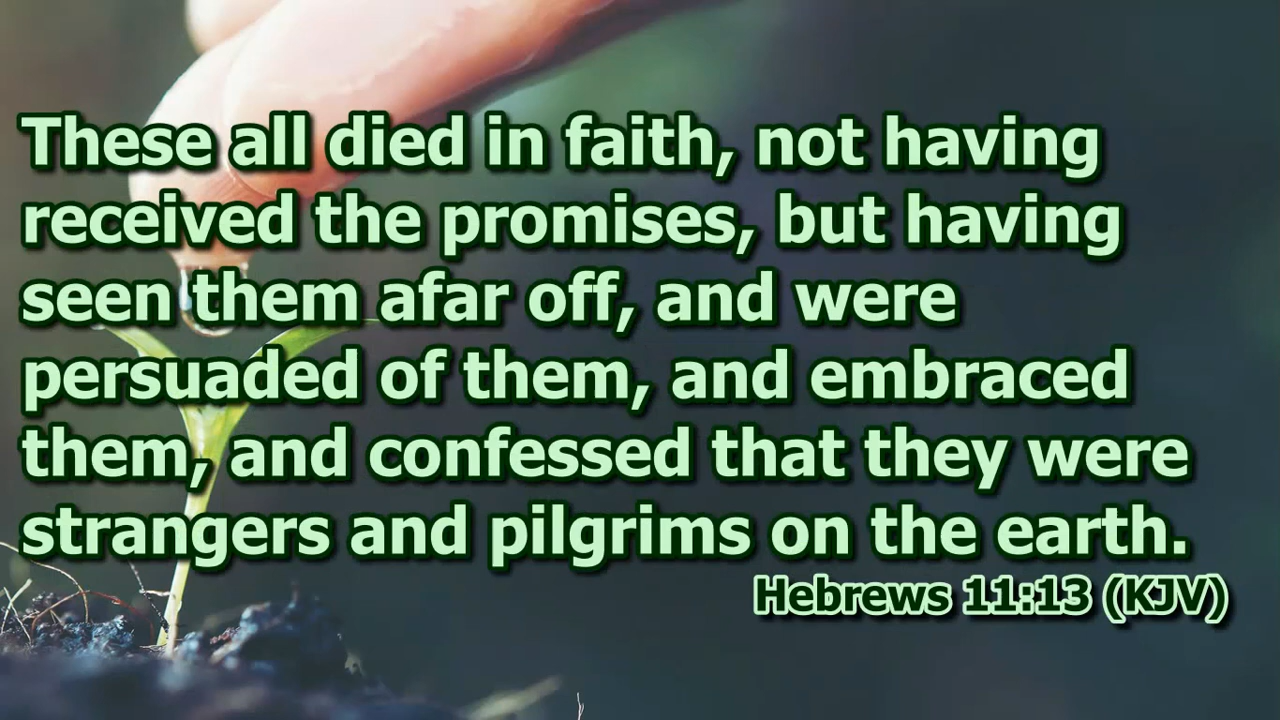 These all died in faith, not having
received the promises, but having
seen them afar off, and were
persuaded of them, and embraced
them, and confessed that they were
strangers and pilgrims on the earth.
Hebrews 11:13 (KJV)